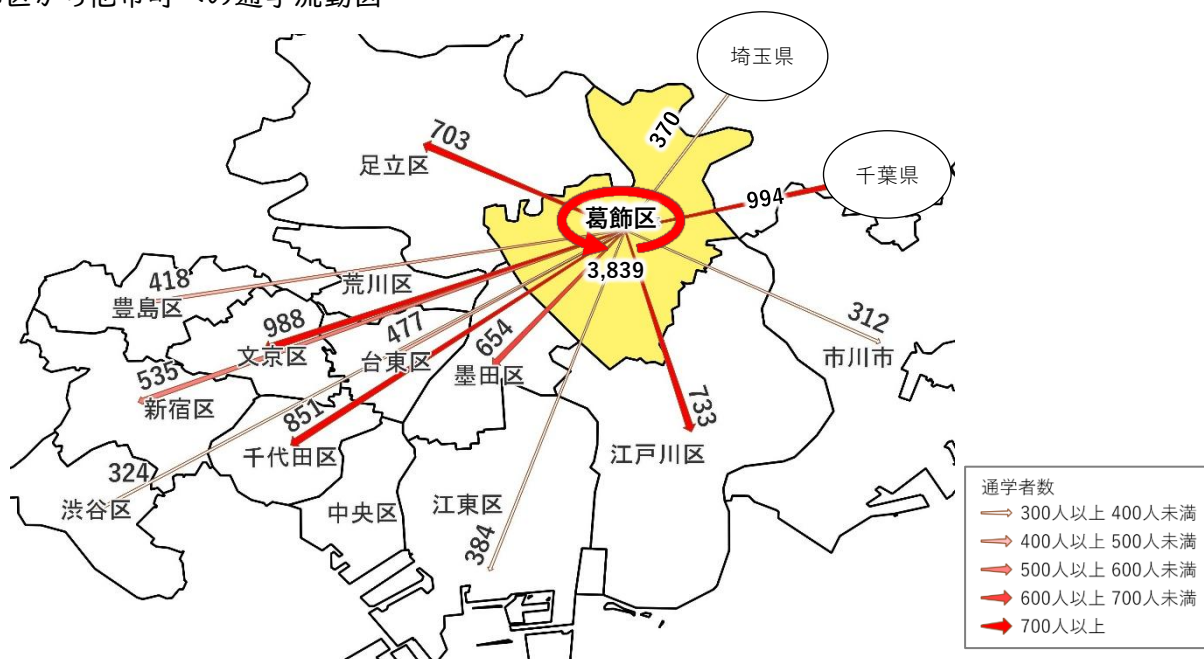 区から他市町への通学流動図
埼玉県
370
703
足立区
千葉県
994
葛飾区
3,839
荒川区
418
豊島区
988
477
312
文京区
台東区
654
墨田区
市川市
535
新宿区
851
733
千代田区
江戸川区
324
渋谷区
中央区
江東区
384
通学者数
300人以上 400人未満
400人以上 500人未満
500人以上 600人未満
600人以上 700人未満
700人以上